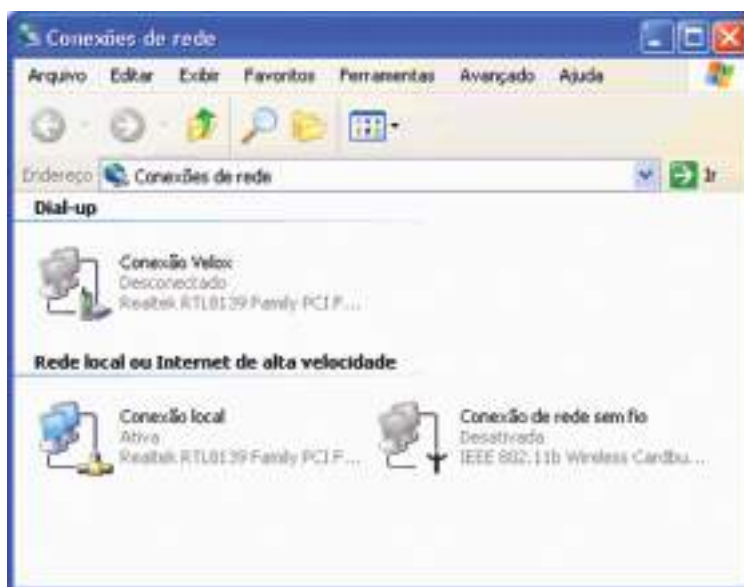 Conexões de rede
Arquivo Editar Exibir Favoritos Ferramentas Avançado Ajuda
Endereço Conexões de rede Ir
Dial-up
Conexão Velox
Desconectado
Realtek RTL8139 Family PCI F...
Rede local ou Internet de alta velocidade
Conexão local
Ativa
Realtek RTL8139 Family PCI F...
Conexão de rede sem fio
Desativada
IEEE 802.11b Wireless Cardbu...